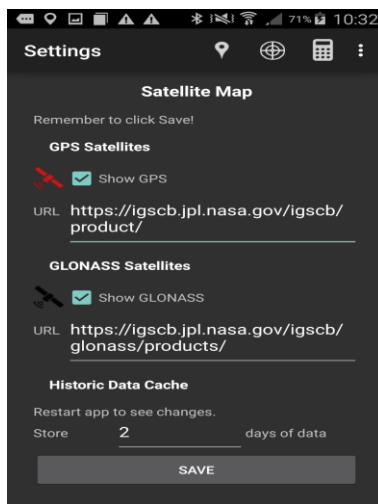 71% 10:32
Settings
Satellite Map
Remember to click Save!
GPS Satellites
Show GPS
URL https://igscb.jpl.nasa.gov/igscb/
product/
GLONASS Satellites
Show GLONASS
URL https://igscb.jpl.nasa.gov/igscb/
glonass/products/
Historic Data Cache
Restart app to see changes.
Store 2 days of data
SAVE